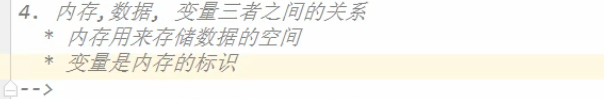 4. 内存,数据, 变量三者之间的关系
* 内存用来存储数据的空间
* 变量是内存的标识
-->